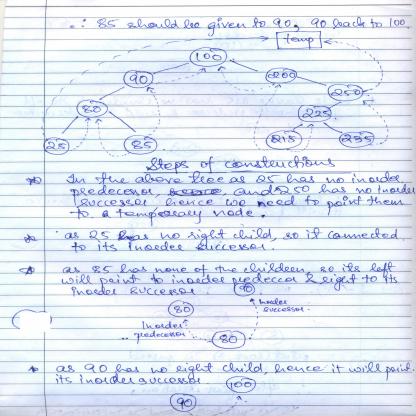 ∴ 85 should be given to 90, 90 back to 100.
temp
100
90
200
250
80
225
25
85
215
235
Steps of constructions
In the above tree as 25 has no inorder
predecessor, and 250 has no inorder
successor, hence we need to point them
to a temporary node.
as 25 has no right child, so it connected
to its inorder successor.
as 85 has none of the children, so its left
will point to inorder predeccor & right to its
inorder successor.
90
80
Inorder successor.
Inorder predecessor
80
as 90 has no right child, hence it will point
its inorder successor
100
90